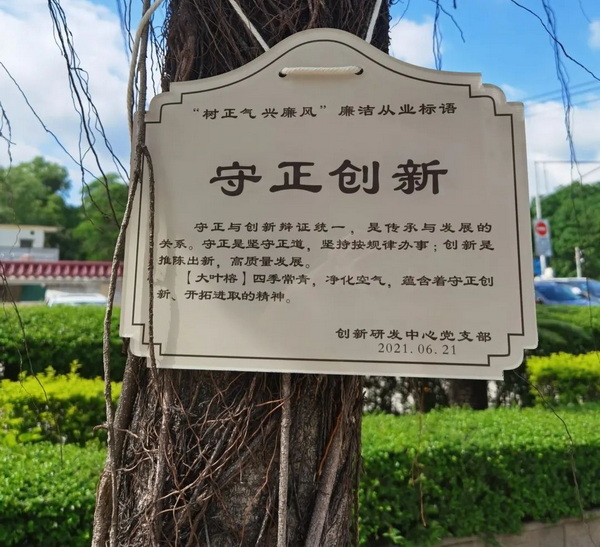 “树正气 兴廉风” 廉洁从业标语
守正创新
守正与创新辩证统一，是传承与发展的
关系。守正是坚守正道，坚持按规律办事；创新是
推陈出新，高质量发展。
【大叶榕】四季常青，净化空气，蕴含着守正创
新、开拓进取的精神。
创新研发中心党支部
2021. 06. 21